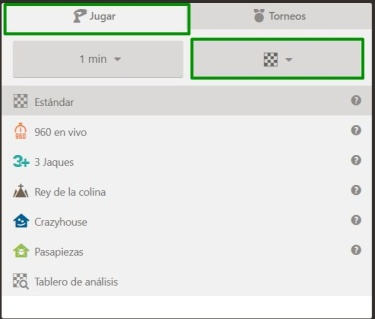 Jugar
Torneos
1 min
Estándar
960 en vivo
3+ 3 Jaques
Rey de la colina
Crazyhouse
Pasapiezas
Tablero de análisis